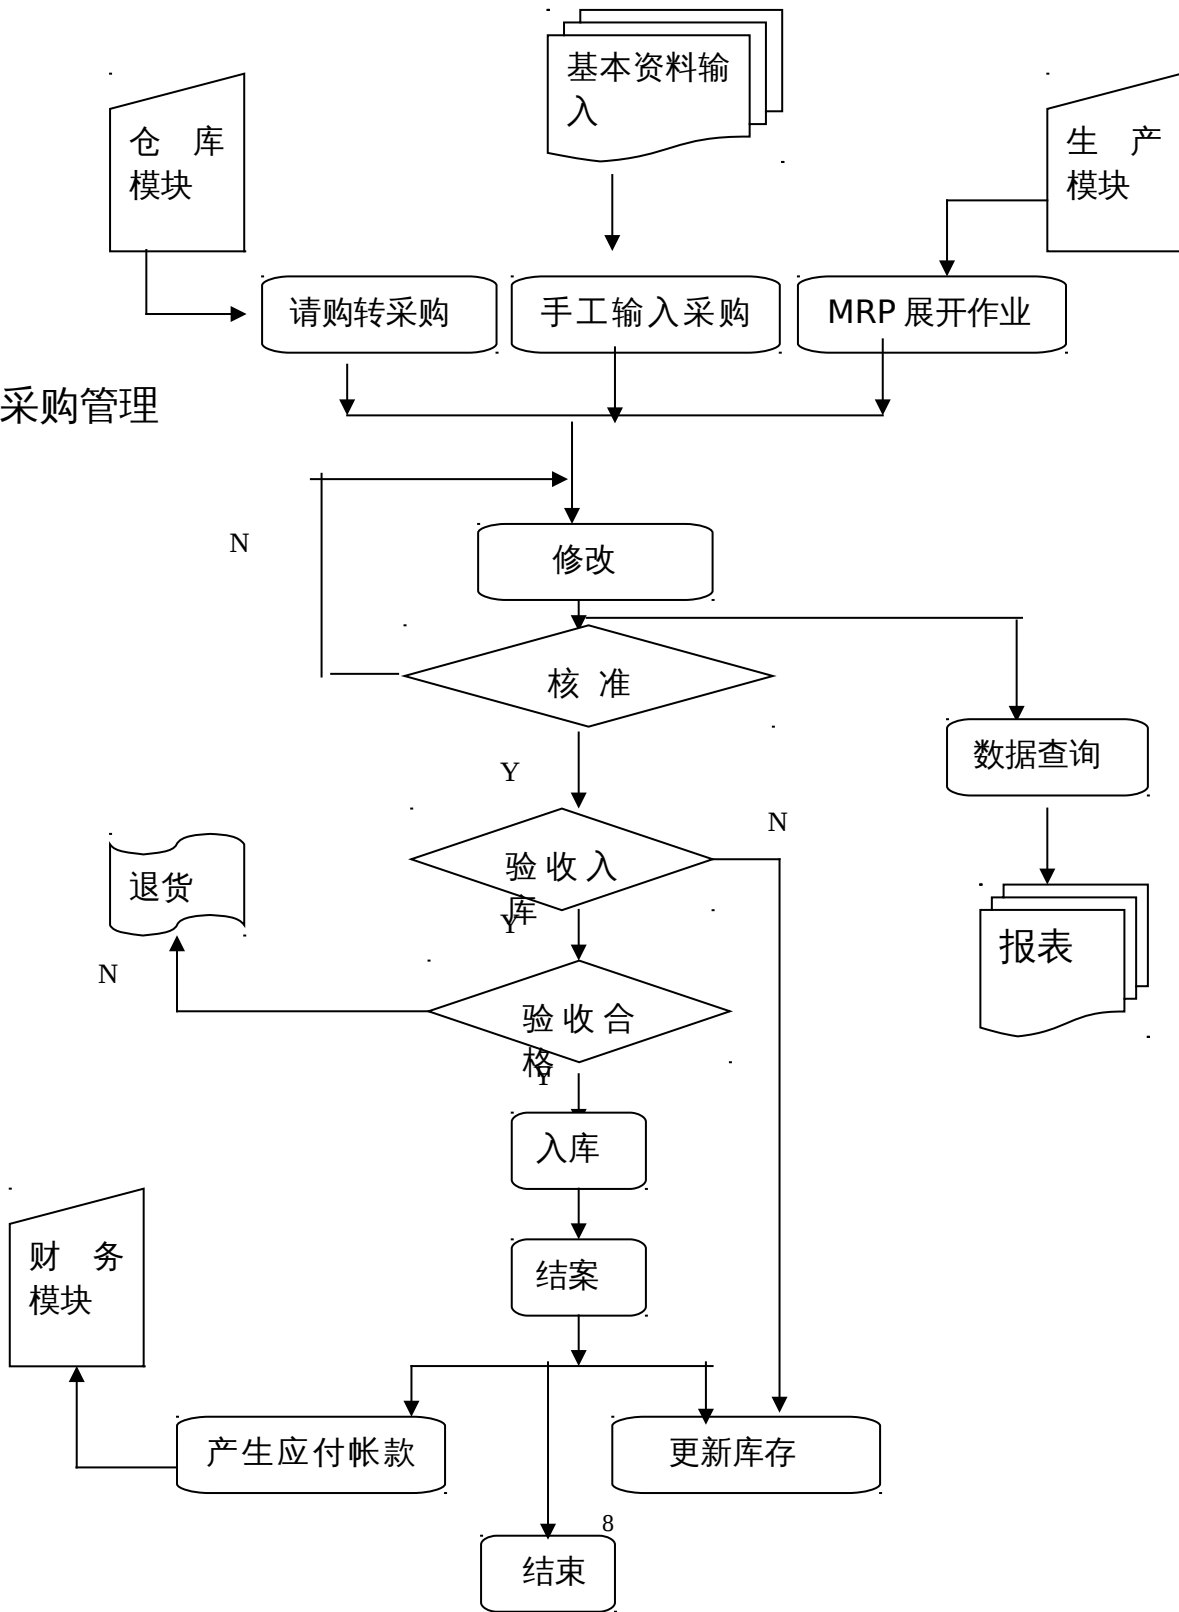 基本资料输
入
仓 库
模块
生 产
模块
请购转采购
手工输入采购
MRP 展开作业
采购管理
N
修改
核 准
Y
数据查询
N
验收入
库
Y
退货
报表
N
验收合
格
Y
入库
财 务
模块
结案
产生应付帐款
更新库存
8
结束